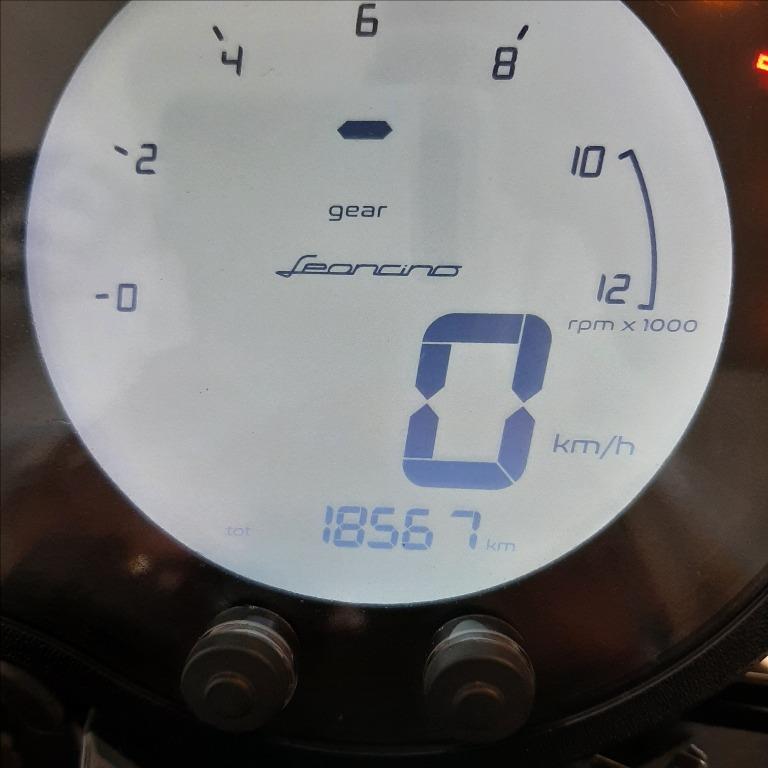 6
4 8
2 10
gear
Leoncino
0 12
rpm x 1000
0 km/h
tot 18567 km